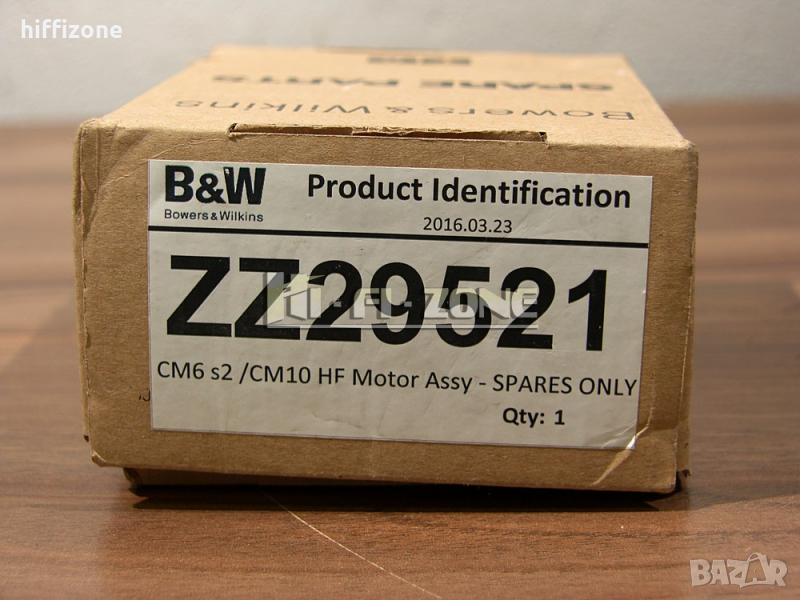 hiffizone
SPARE PARTS
Bowers & Wilkins
B&W
Bowers & Wilkins
Product Identification
2016.03.23
ZZ29521
Hi-Fi-ZONE
CM6 s2 /CM10 HF Motor Assy - SPARES ONLY
Qty: 1
BAZAR